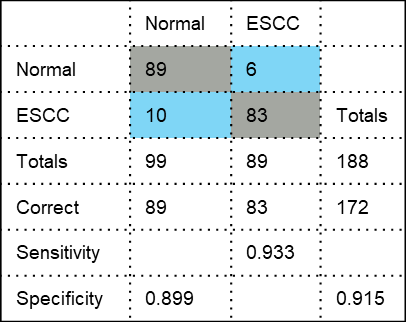 Normal ESCC
Normal 89 6
ESCC 10 83 Totals
Totals 99 89 188
Correct 89 83 172
Sensitivity 0.933
Specificity 0.899 0.915